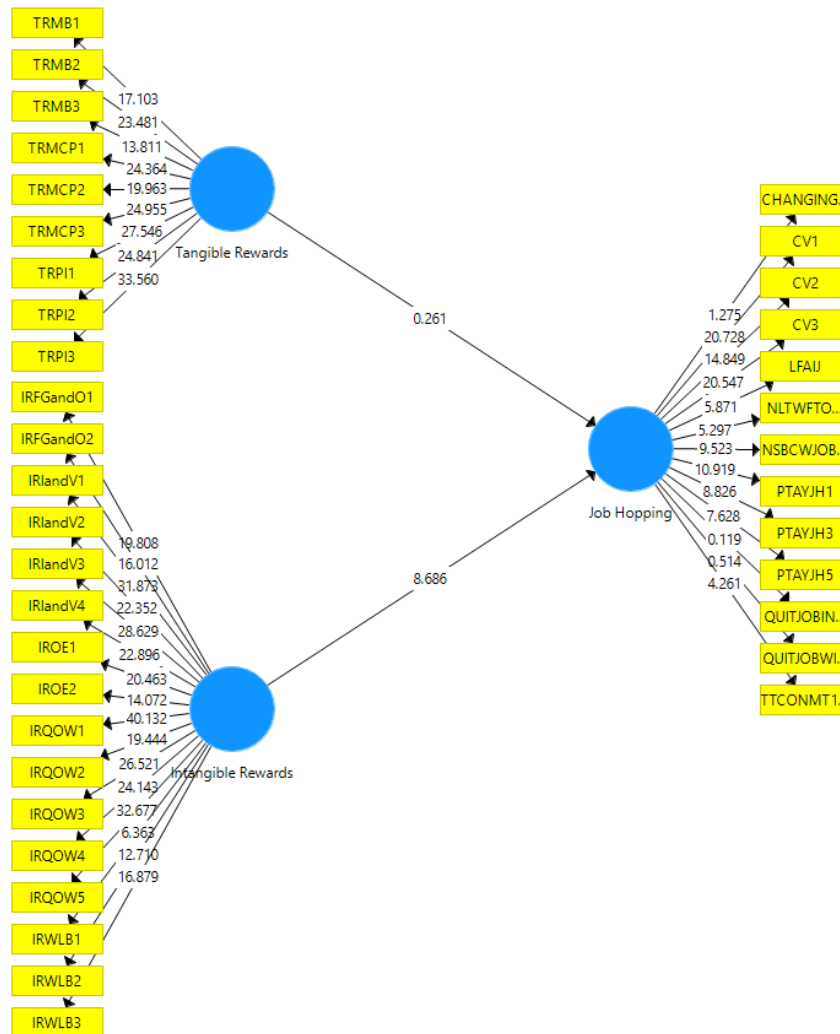 TRMB1
TRMB2
TRMB3
TRMCP1
TRMCP2
TRMCP3
TRPI1
TRPI2
TRPI3
17.103
23.481
13.811
24.364
19.963
24.955
27.546
24.841
33.560
Tangible Rewards
0.261
IRFGandO1
IRFGandO2
IRIandV1
IRIandV2
IRIandV3
IRIandV4
IROE1
IROE2
IRQOW1
IRQOW2
IRQOW3
IRQOW4
IRQOW5
IRWLB1
IRWLB2
IRWLB3
19.808
16.012
31.873
22.352
28.629
22.896
20.463
14.072
40.132
19.444
26.521
24.143
32.677
6.363
12.710
16.879
Intangible Rewards
8.686
Job Hopping
1.275
20.728
14.849
20.547
5.871
5.297
9.523
10.919
8.826
7.628
0.119
0.514
4.261
CHANGING.
CV1
CV2
CV3
LFAIJ
NLTWFTO...
NSBCWJOB.
PTAYJH1
PTAYJH3
PTAYJH5
QUITJOBIN..
QUITJOBWI..
TTCONMT1.